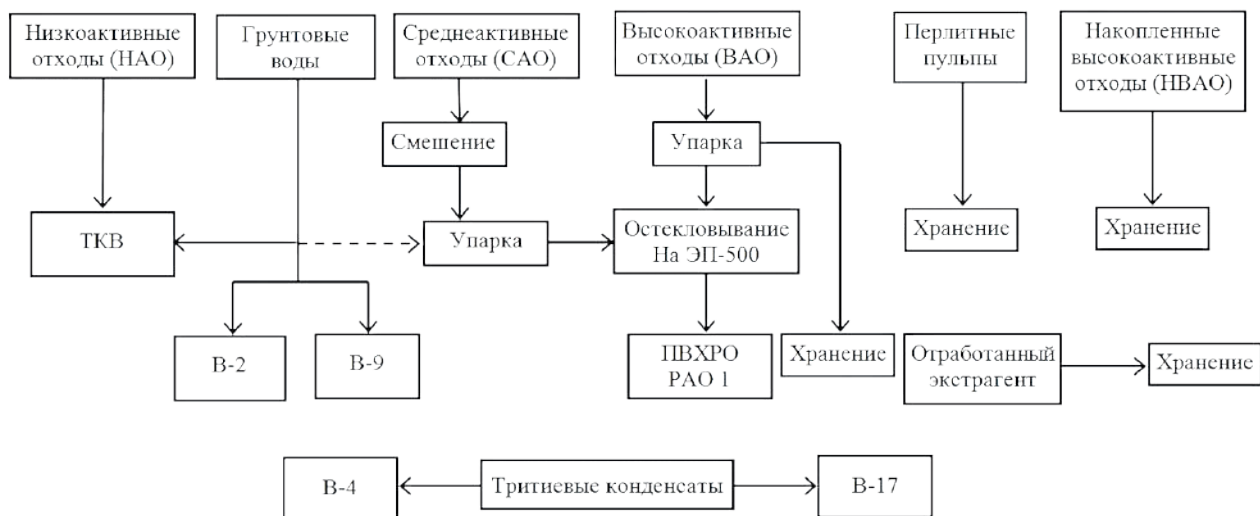 Низкоактивные
отходы (НАО)
Грунтовые
воды
Среднеактивные
отходы (САО)
Высокоактивные
отходы (ВАО)
Перлитные
пульпы
Накопленные
высокоактивные
отходы (НВАО)
Смешение
Упарка
ТКВ
Упарка
Остекловывание
На ЭП-500
Хранение
Хранение
В-2
В-9
ПВХРО
РАО 1
Хранение
Отработанный
экстрагент
Хранение
В-4
Тритиевые конденсаты
В-17